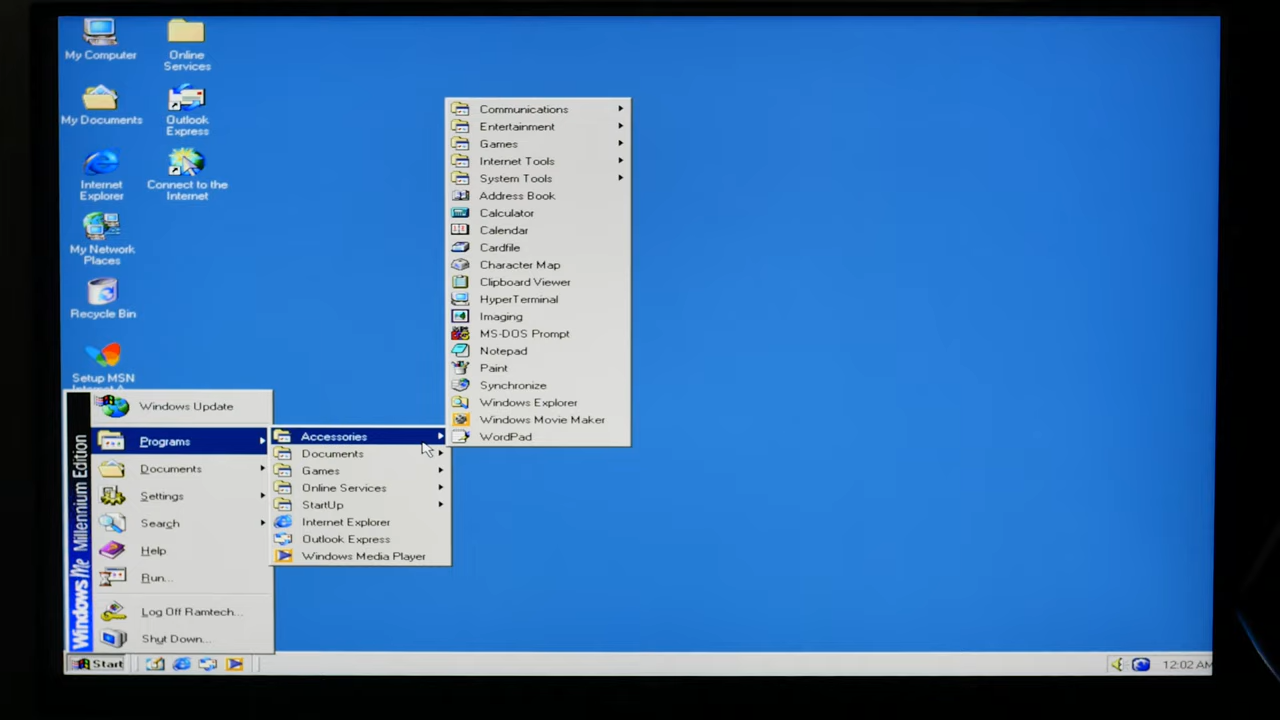 My Computer
Online
Services
My Documents
Outlook
Express
Internet
Explorer
Connect to the
Internet
My Network
Places
Recycle Bin
Setup MSN
Communications
Entertainment
Games
Internet Tools
System Tools
Address Book
Calculator
Calendar
Cardfile
Character Map
Clipboard Viewer
HyperTerminal
Imaging
MS-DOS Prompt
Notepad
Paint
Synchronize
Windows Explorer
Windows Movie Maker
WordPad
Accessories
Documents
Games
Online Services
StartUp
Internet Explorer
Outlook Express
Windows Media Player
Windows Update
Programs
Documents
Settings
Search
Help
Run...
Log Off Ramtech...
Shut Down...
Windows Me Millennium Edition
Start
12:02 AM